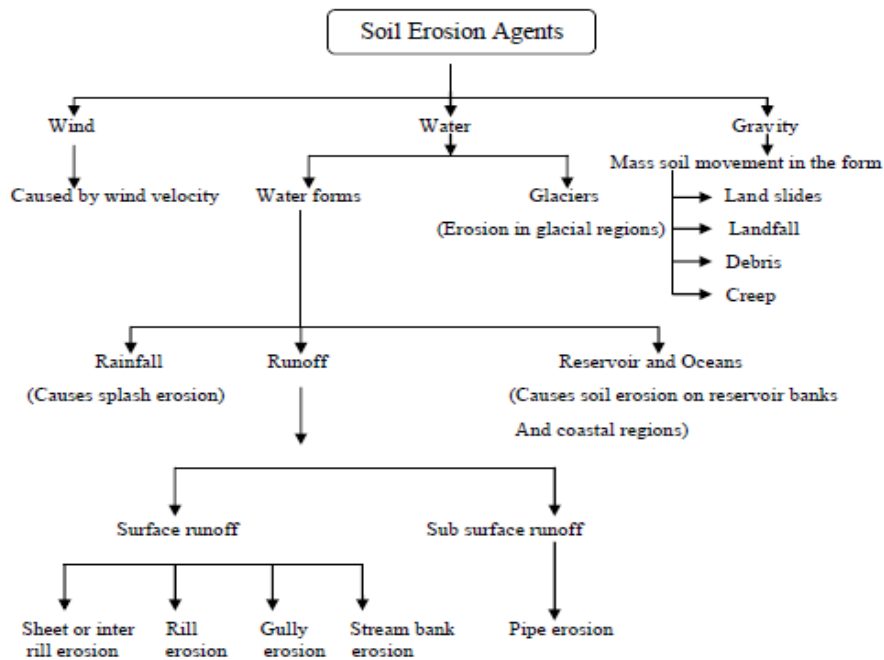 Soil Erosion Agents
Wind
Water
Gravity
Mass soil movement in the form
Caused by wind velocity
Water forms
Glaciers
(Erosion in glacial regions)
Land slides
Landfall
Debris
Creep
Rainfall
(Causes splash erosion)
Runoff
Reservoir and Oceans
(Causes soil erosion on reservoir banks
And coastal regions)
Surface runoff
Sub surface runoff
Sheet or inter
rill erosion
Rill
erosion
Gully
erosion
Stream bank
erosion
Pipe erosion